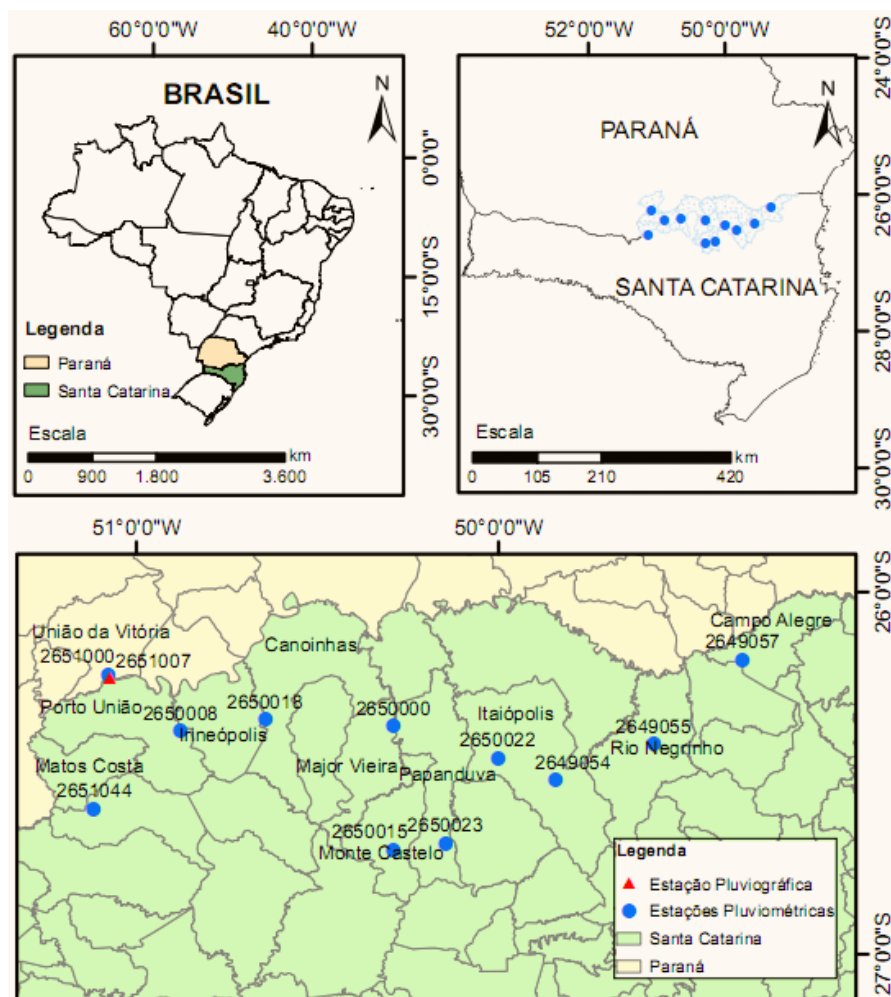 60°0'0"W 40°0'0"W
BRASIL
N
0°0'0"
15°0'0"S
30°0'0"S
Legenda
Paraná
Santa Catarina
Escala
km
0 900 1.800 3.600
52°0'0"W 50°0'0"W
N
24°0'0"S
PARANÁ
26°0'0"S
SANTA CATARINA
28°0'0"S
30°0'0"S
Escala
km
0 105 210 420
51°0'0"W 50°0'0"W
26°0'0"S
Campo Alegre
União da Vitória
Canoinhas
2649057
2651000 2651007
Porto União
2650008
2650018
2650000
Itaiópolis
2649055
Irineópolis
Rio Negrinho
2650022
Matos Costa
Major Vieira
Papanduva
2649054
2651044
2650015
2650023
Monte Castelo
Legenda
Estação Pluviográfica
Estações Pluviométricas
Santa Catarina
Paraná
27°0'0"S